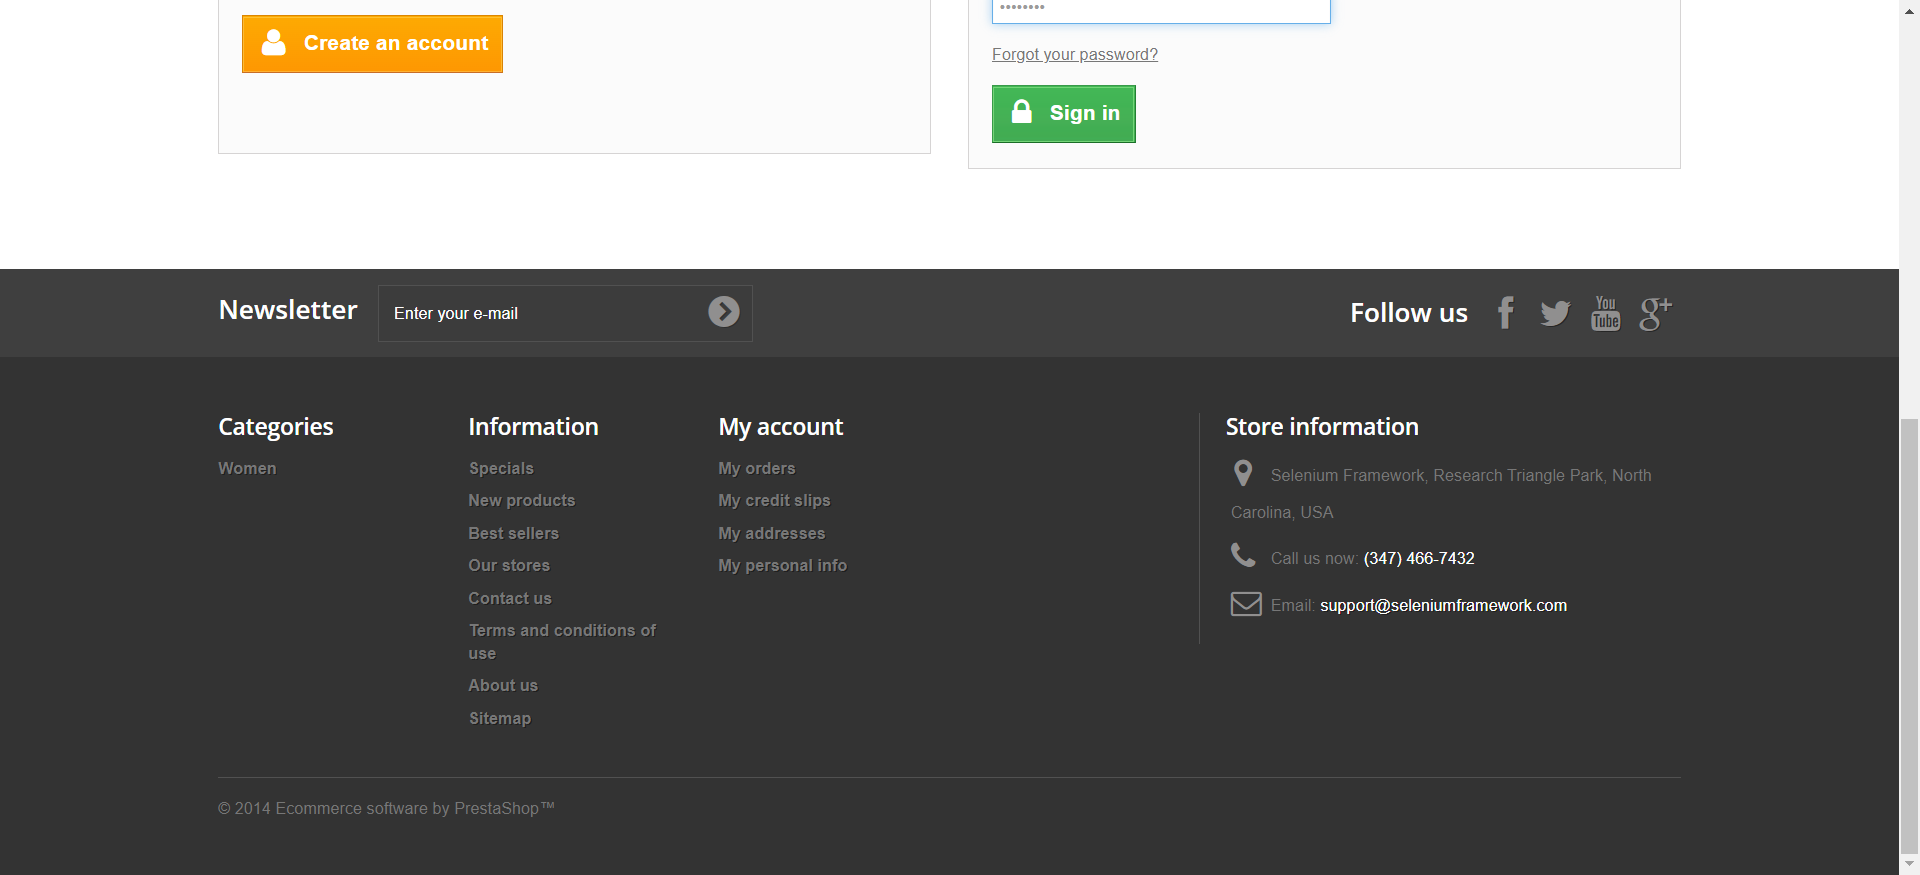 Create an account
••••••••
Forgot your password?
Sign in
Newsletter
Enter your e-mail
Follow us
You
Tube
g+
Categories
Women
Information
Specials
New products
Best sellers
Our stores
Contact us
Terms and conditions of
use
About us
Sitemap
My account
My orders
My credit slips
My addresses
My personal info
Store information
Selenium Framework, Research Triangle Park, North
Carolina, USA
Call us now: (347) 466-7432
Email: support@seleniumframework.com
© 2014 Ecommerce software by PrestaShop™